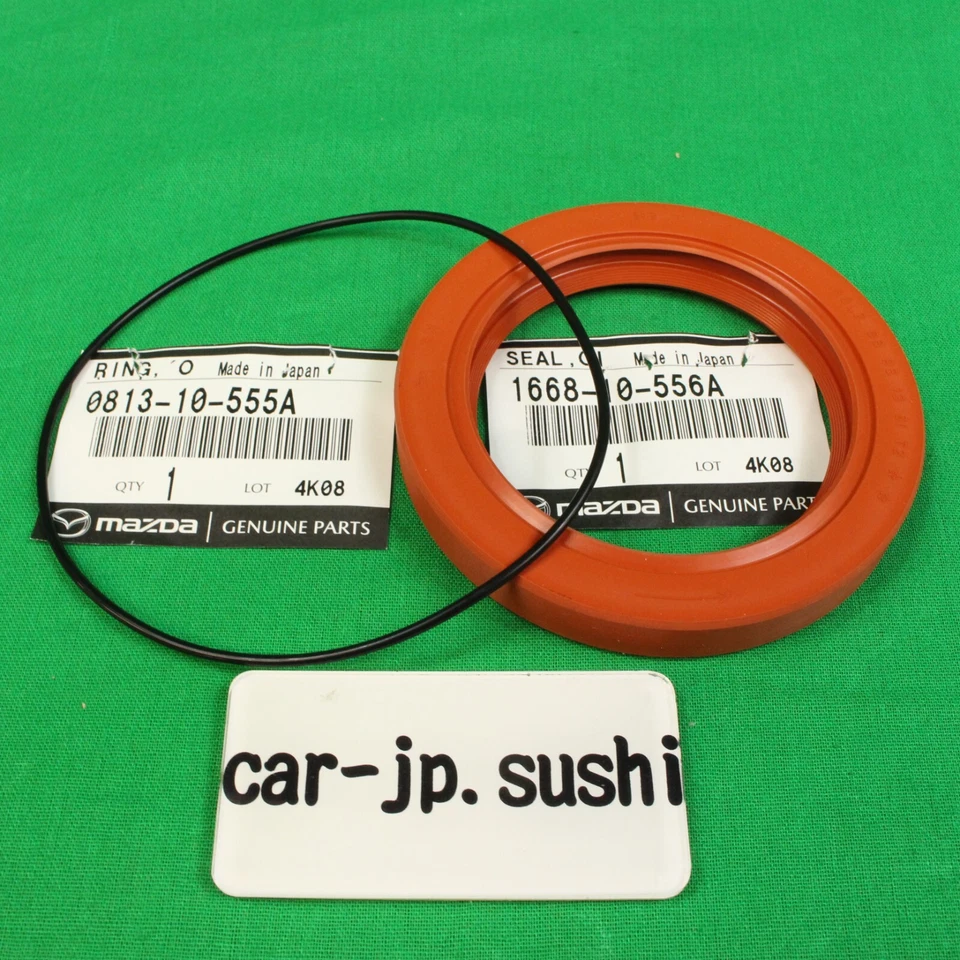 RING, 'O Made in Japan
0813-10-555A
QTY 1 LOT 4K08
mazda GENUINE PARTS
SEAL, Made in Japan
1668-10-556A
QTY 1 LOT 4K08
mazda GENUINE PARTS
car-jp.sushi